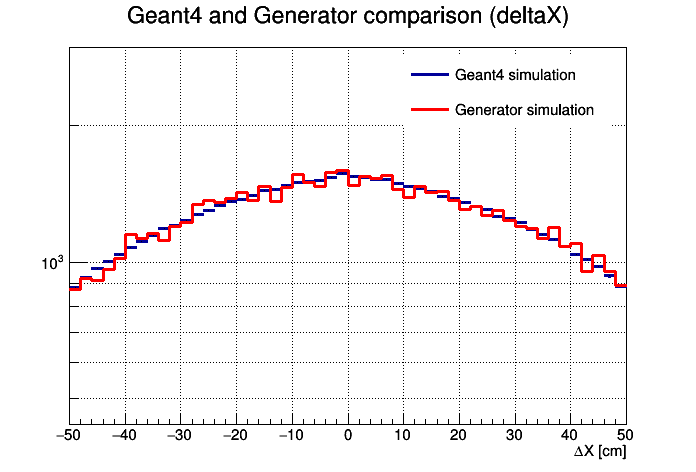 Geant4 and Generator comparison (deltaX)
Geant4 simulation
Generator simulation
10³
−50 −40 −30 −20 −10 0 10 20 30 40 50
ΔX [cm]